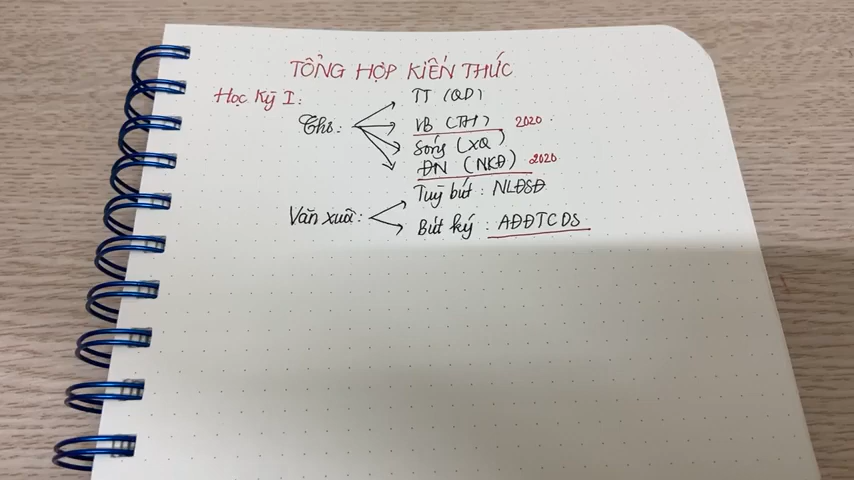 TỔNG HỢP KIẾN THỨC
Học Kỳ I:
Thơ:
TT (QD)
VB (TH) 2020
Sóng (XQ)
ĐN (NKĐ) 2020
Văn xuôi:
Tuỳ bút : NLĐSĐ
Bút ký : AĐĐTCDS